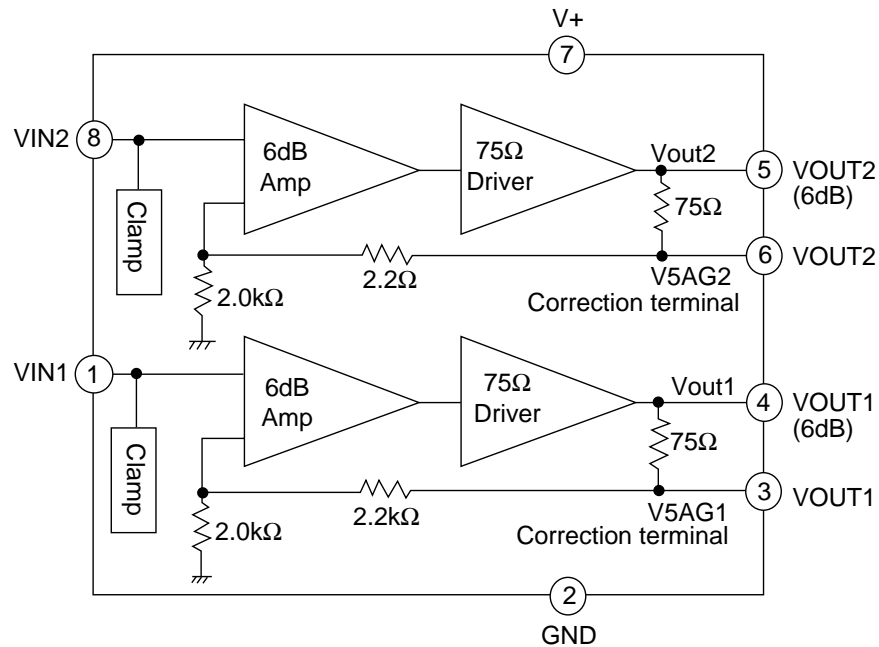 V+
7
VIN2
8
6dB
Amp
75Ω
Driver
Vout2
5
VOUT2
(6dB)
Clamp
75Ω
6
VOUT2
2.2Ω
V5AG2
Correction terminal
2.0kΩ
VIN1
1
6dB
Amp
75Ω
Driver
Vout1
4
VOUT1
(6dB)
Clamp
75Ω
3
VOUT1
2.2kΩ
V5AG1
Correction terminal
2.0kΩ
2
GND